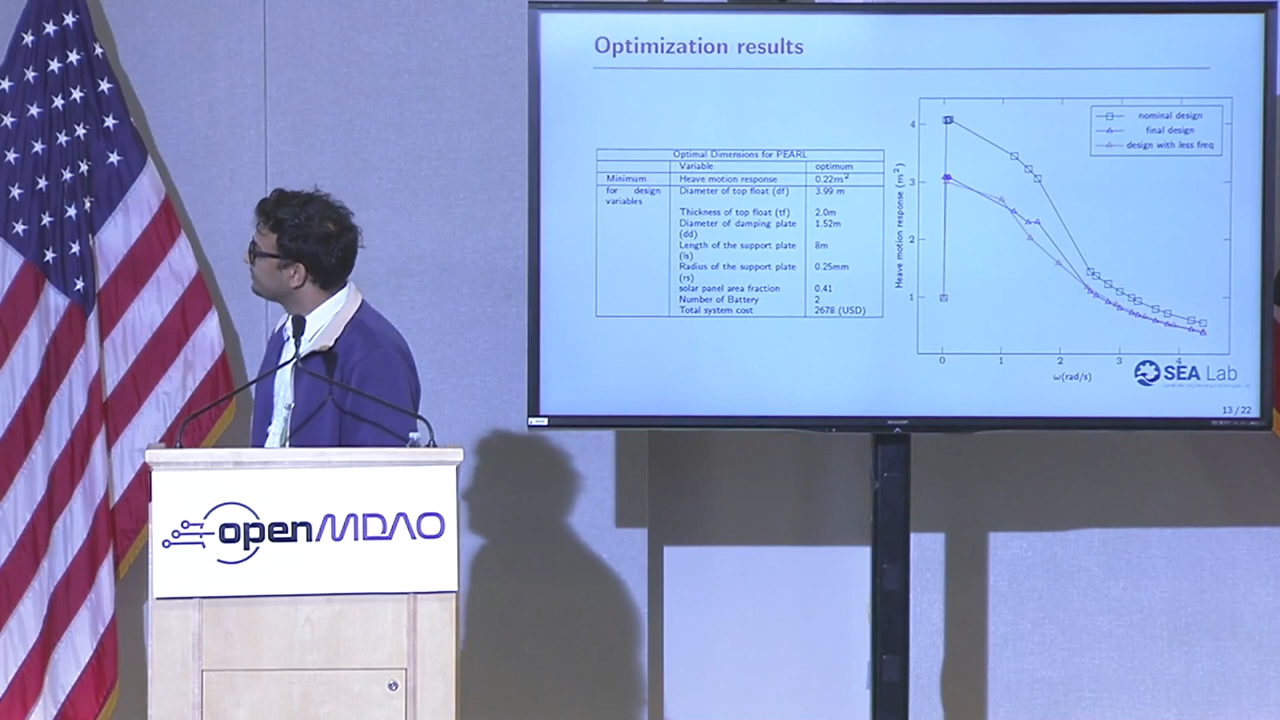 Optimization results
Optimal Dimensions for PEARL
Variable optimum
Minimum Heave motion response 0.22m²
for design variables Diameter of top float (df) 3.99 m
Thickness of top float (tf) 2.0m
Diameter of damping plate (dd) 1.52m
Length of the support plate (ls) 8m
Radius of the support plate (rs) 0.25mm
solar panel area fraction 0.41
Number of Battery 2
Total system cost 2678 (USD)
nominal design
final design
design with less freq
Heave motion response (m²)
4
3
2
1
0 1 2 3 4
ω(rad/s)
SEA Lab
13 / 22
openMDAO